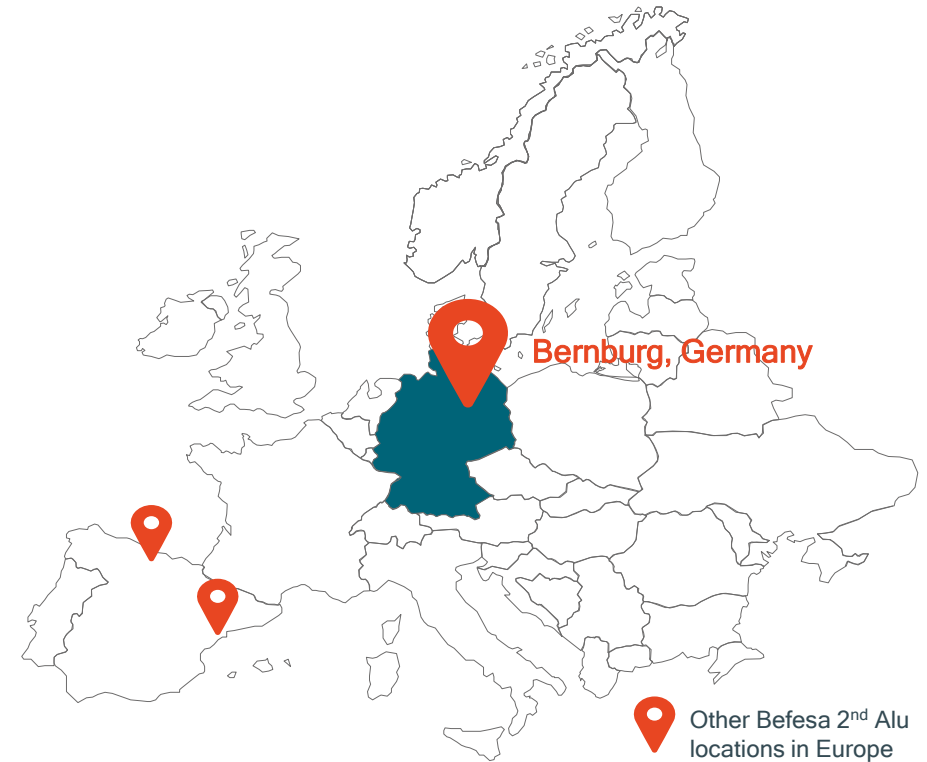 Bernburg, Germany
Other Befesa 2nd Alu
locations in Europe